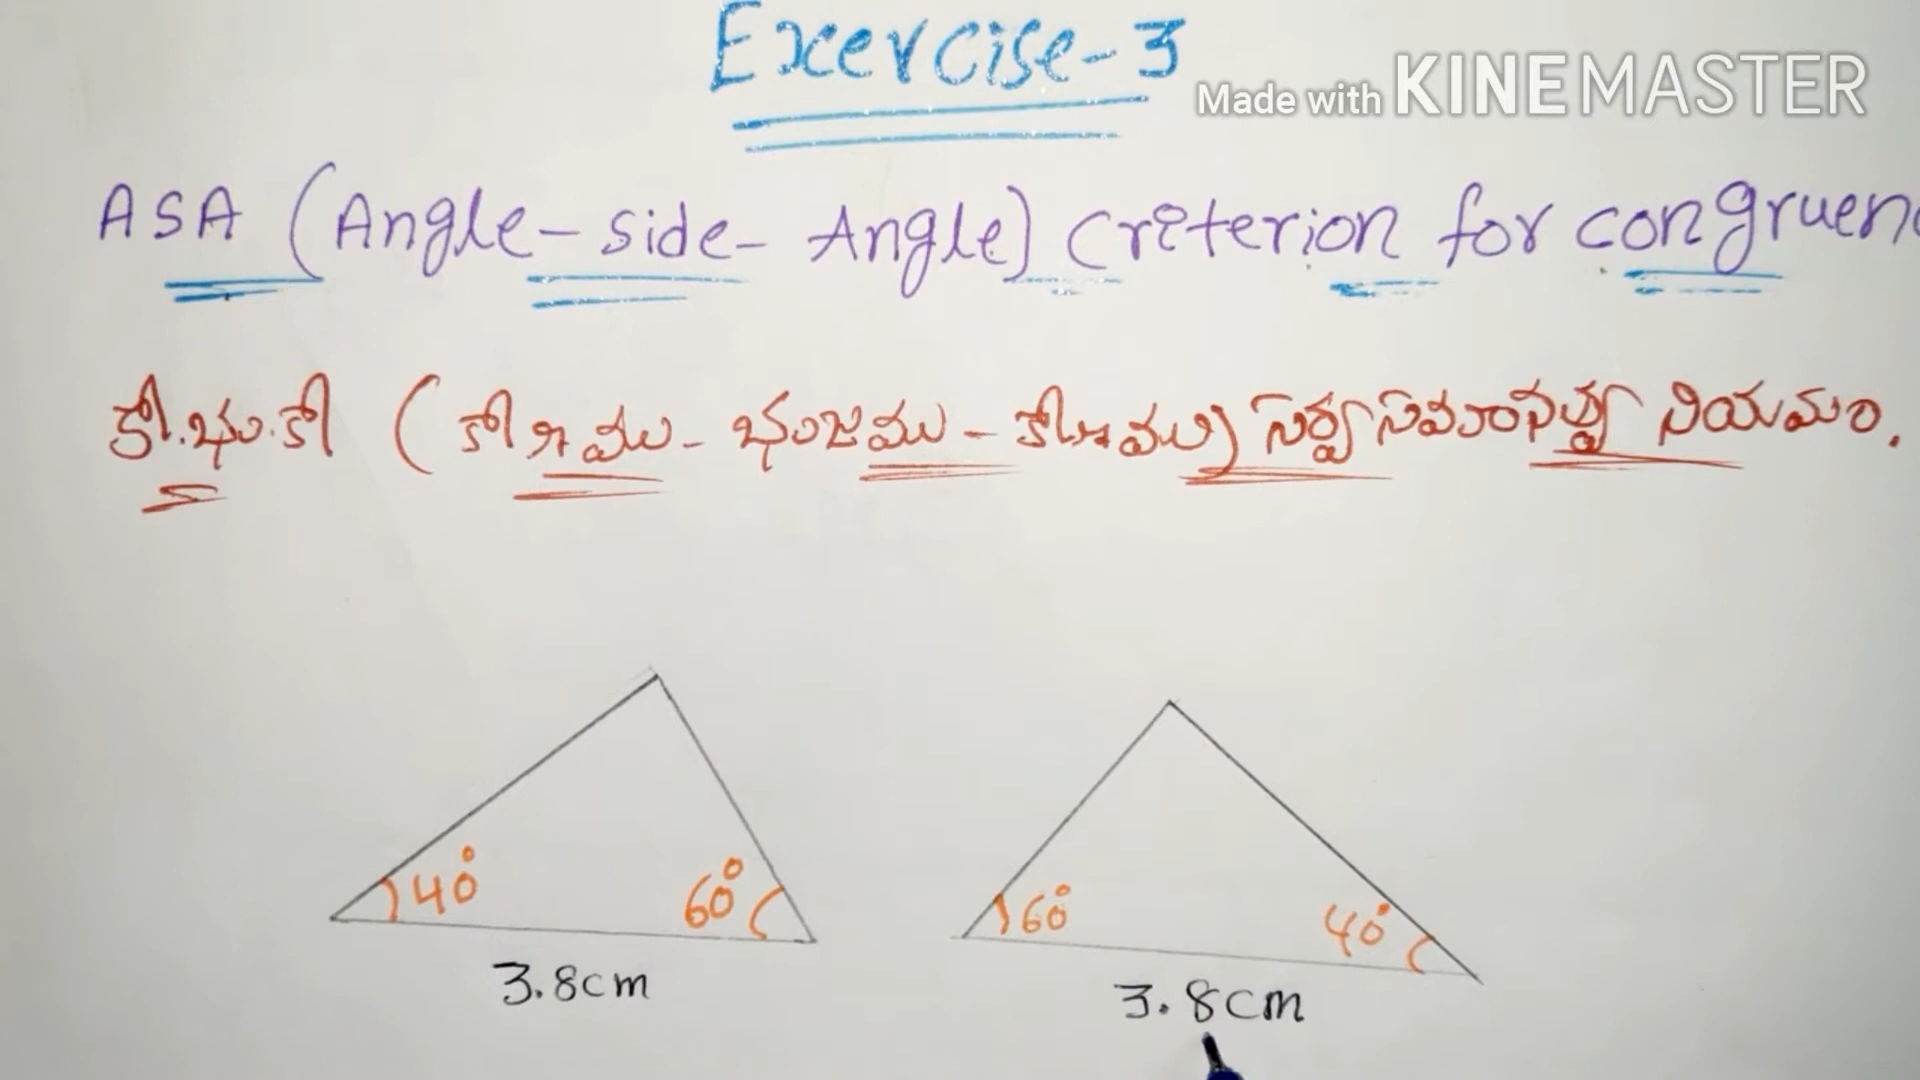 Exercise-3
Made with KINEMASTER
ASA (Angle-side-Angle) criterion for congruenc
కో.భు.కో (కోణము - భుజము - కోణము) సర్వసమానత్వ నియమం.
40° 60° 60° 40°
3.8cm 3.8cm